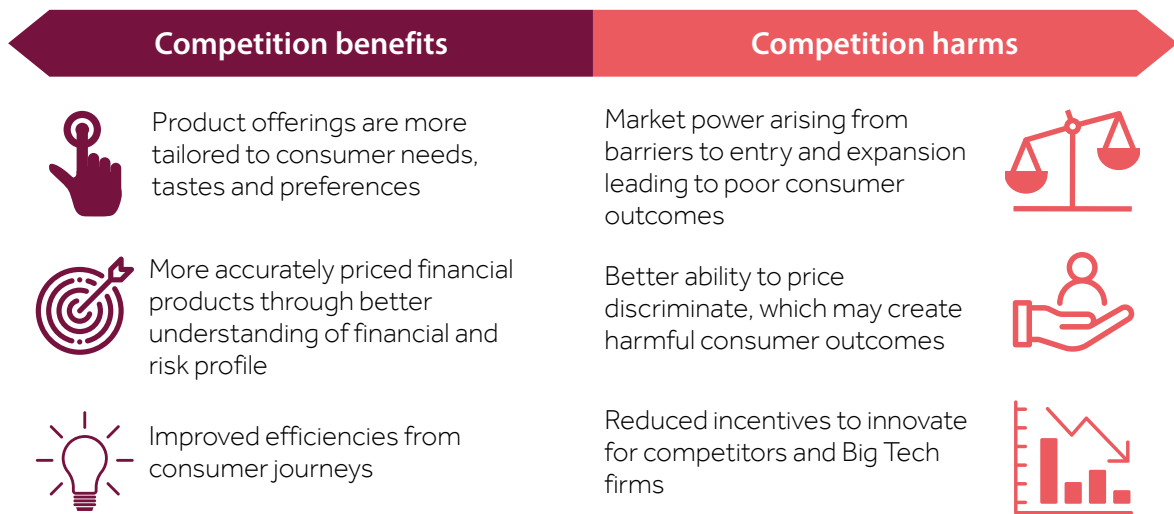 Competition benefits
Product offerings are more
tailored to consumer needs,
tastes and preferences
More accurately priced financial
products through better
understanding of financial and
risk profile
Improved efficiencies from
consumer journeys
Competition harms
Market power arising from
barriers to entry and expansion
leading to poor consumer
outcomes
Better ability to price
discriminate, which may create
harmful consumer outcomes
Reduced incentives to innovate
for competitors and Big Tech
firms